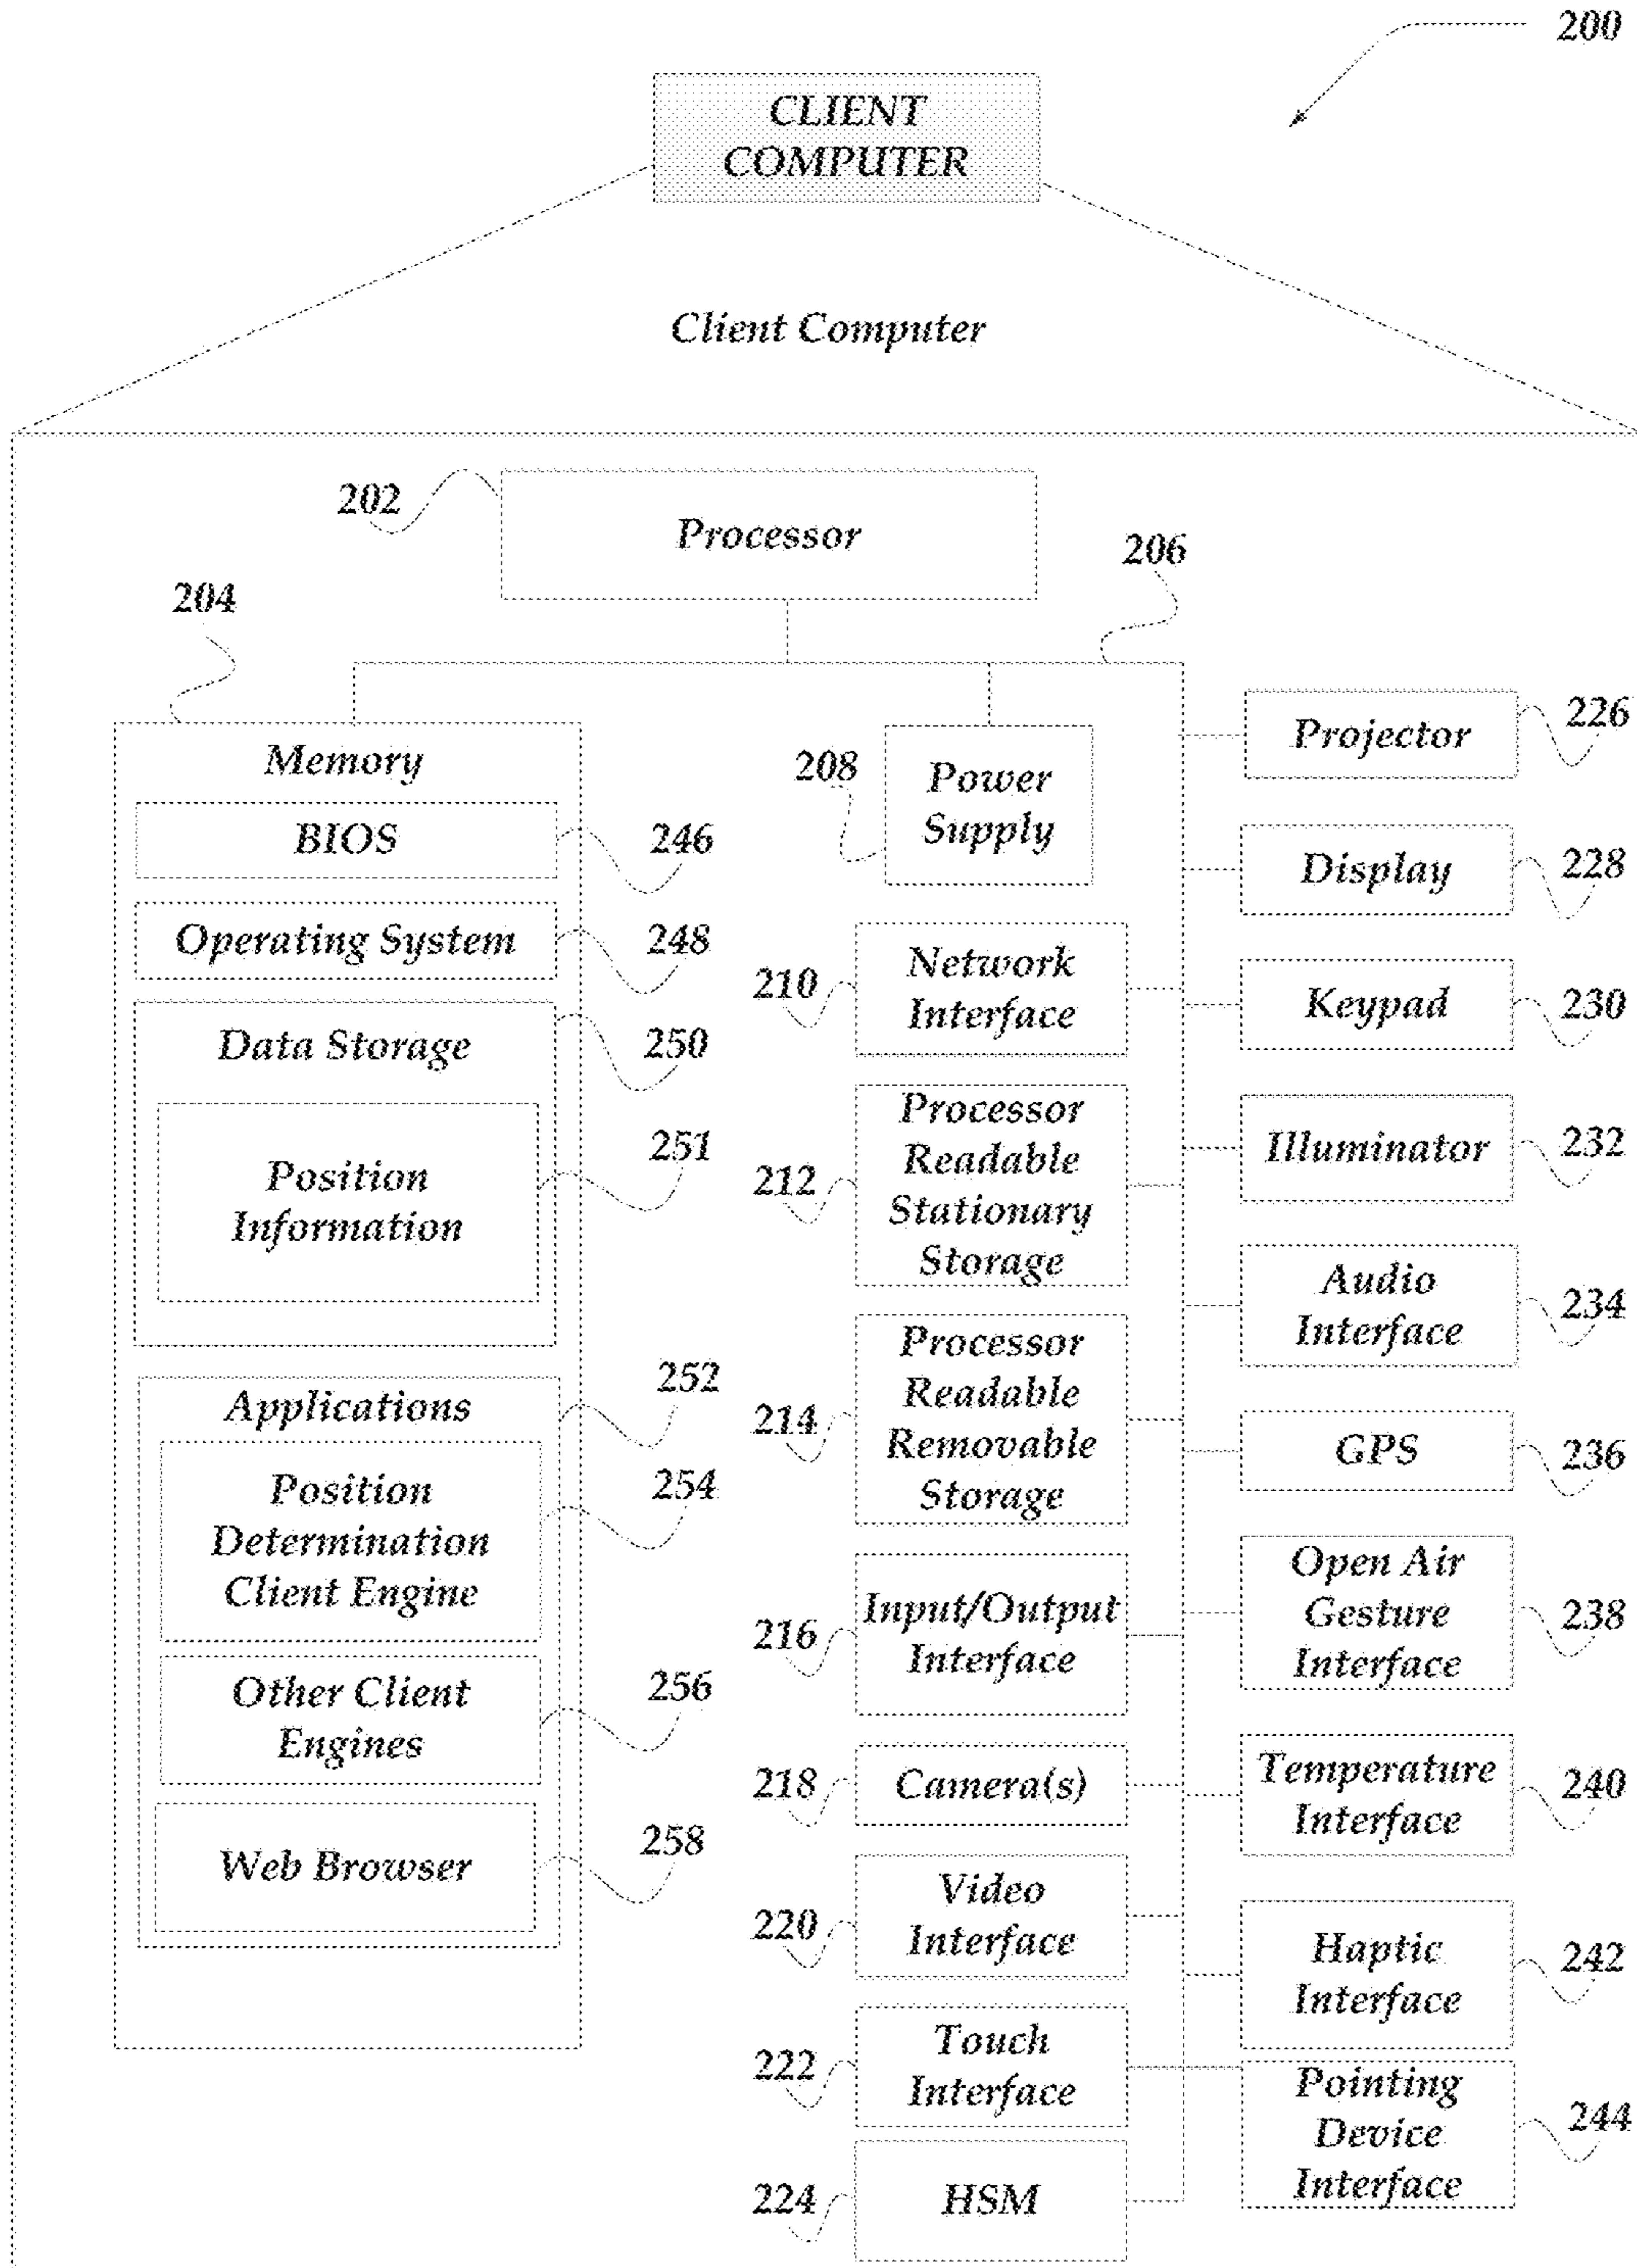 200
CLIENT
COMPUTER
Client Computer
202
Processor
206
204
Memory
BIOS
246
Operating System
248
Data Storage
250
Position
Information
251
Applications
252
Position
Determination
Client Engine
254
Other Client
Engines
256
Web Browser
258
208
Power
Supply
210
Network
Interface
212
Processor
Readable
Stationary
Storage
214
Processor
Readable
Removable
Storage
216
Input/Output
Interface
218
Camera(s)
220
Video
Interface
222
Touch
Interface
224
HSM
Projector
226
Display
228
Keypad
230
Illuminator
232
Audio
Interface
234
GPS
236
Open Air
Gesture
Interface
238
Temperature
Interface
240
Haptic
Interface
242
Pointing
Device
Interface
244